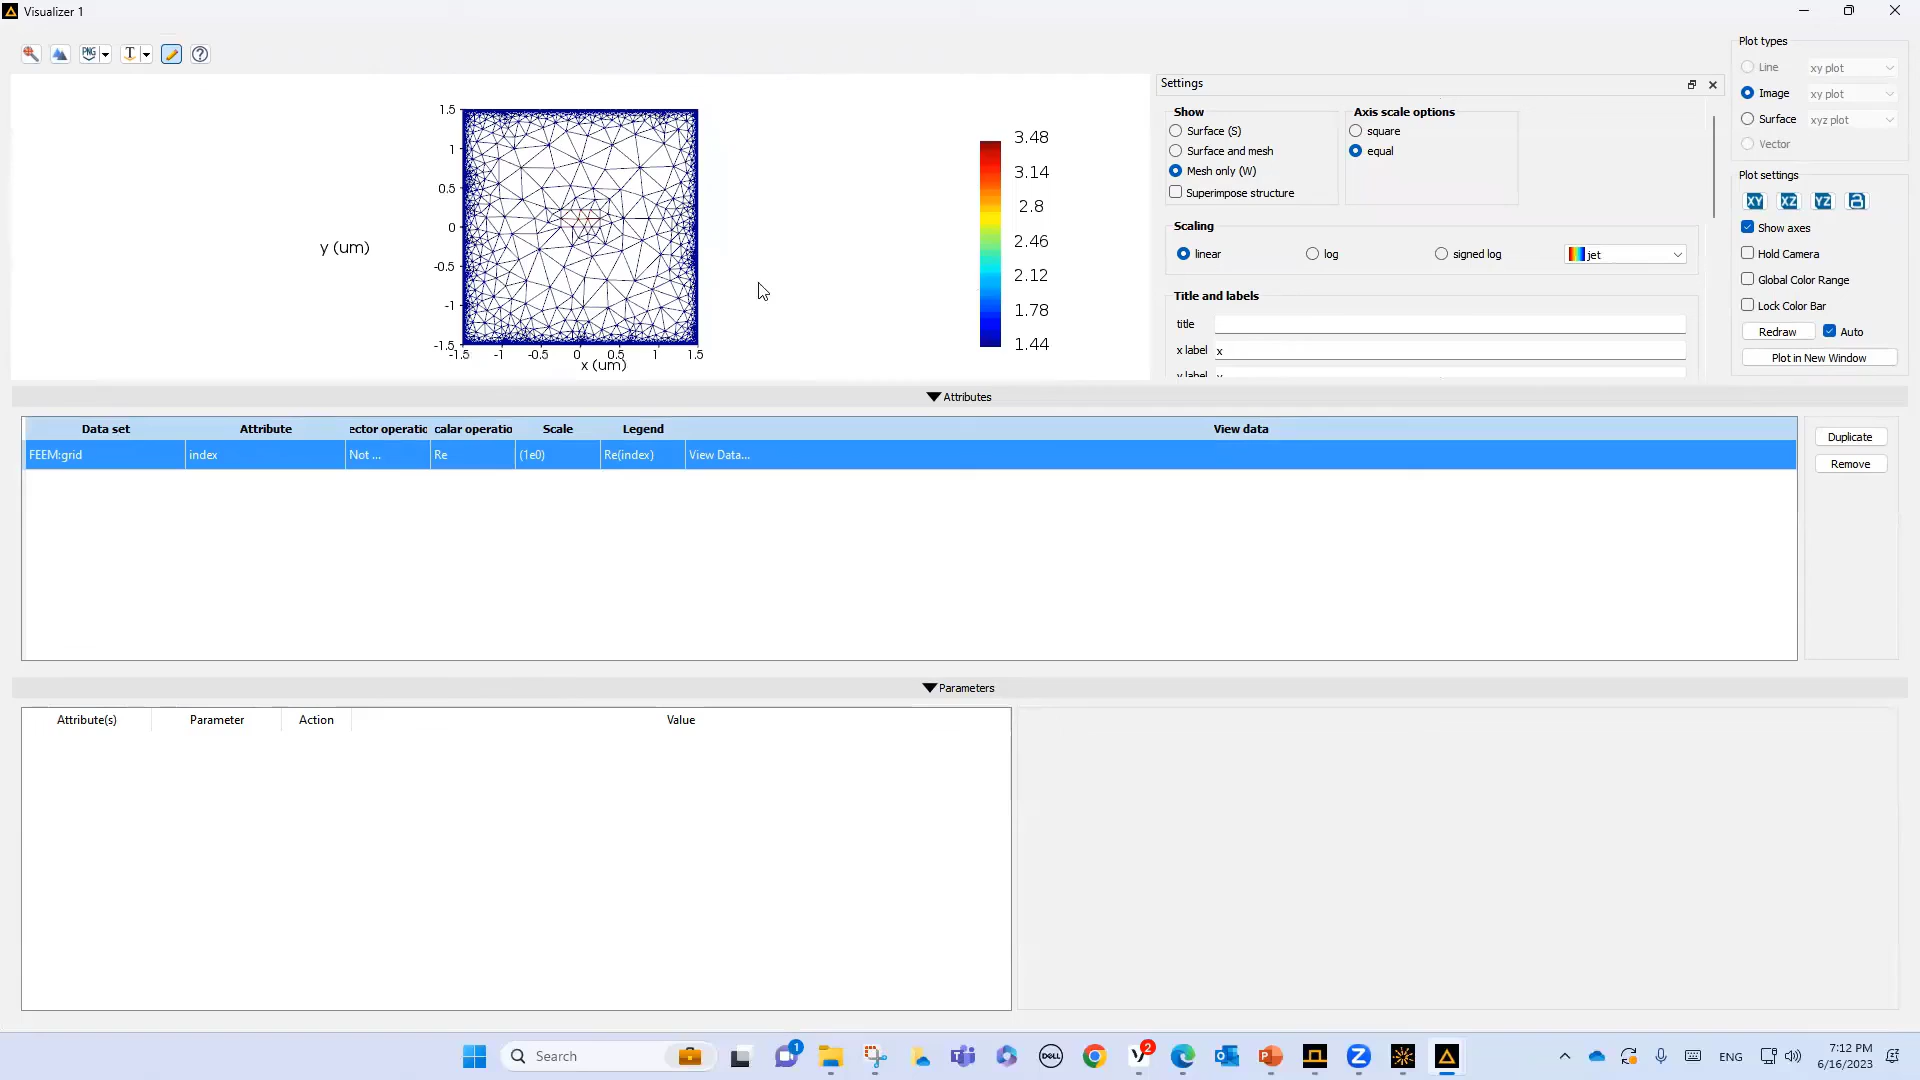 Visualizer 1
PNG
T
Settings
Show
Surface (S)
Surface and mesh
Mesh only (W)
Superimpose structure
Axis scale options
square
equal
Scaling
linear
log
signed log
jet
Title and labels
title
x label
x
y label
y
Plot types
Line
xy plot
Image
xy plot
Surface
xyz plot
Vector
Plot settings
XY
XZ
YZ
Show axes
Hold Camera
Global Color Range
Lock Color Bar
Redraw
Auto
Plot in New Window
1.5
1
0.5
0
-0.5
-1
-1.5
y (um)
-1.5
-1
-0.5
0
0.5
1
1.5
x (um)
3.48
3.14
2.8
2.46
2.12
1.78
1.44
Attributes
Data set
Attribute
ector operatio
calar operatio
Scale
Legend
View data
FEEM:grid
index
Not ...
Re
(1e0)
Re(index)
View Data...
Duplicate
Remove
Parameters
Attribute(s)
Parameter
Action
Value
Search
1
DELL
2
ENG
7:12 PM
6/16/2023